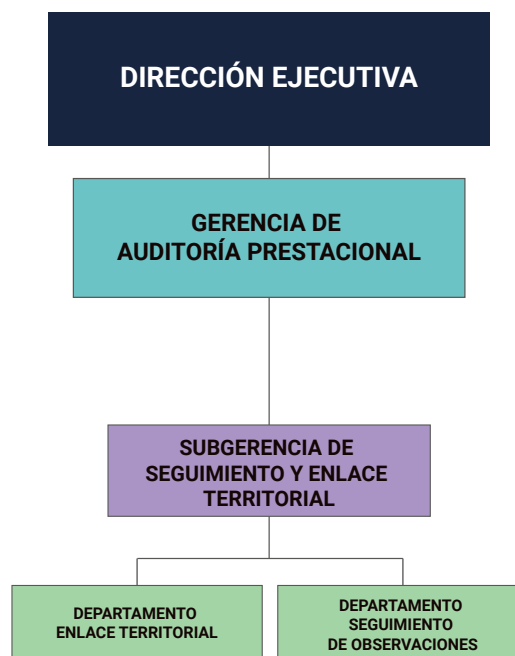 DIRECCIÓN EJECUTIVA
GERENCIA DE
AUDITORÍA PRESTACIONAL
SUBGERENCIA DE
SEGUIMIENTO Y ENLACE
TERRITORIAL
DEPARTAMENTO
ENLACE TERRITORIAL
DEPARTAMENTO
SEGUIMIENTO
DE OBSERVACIONES